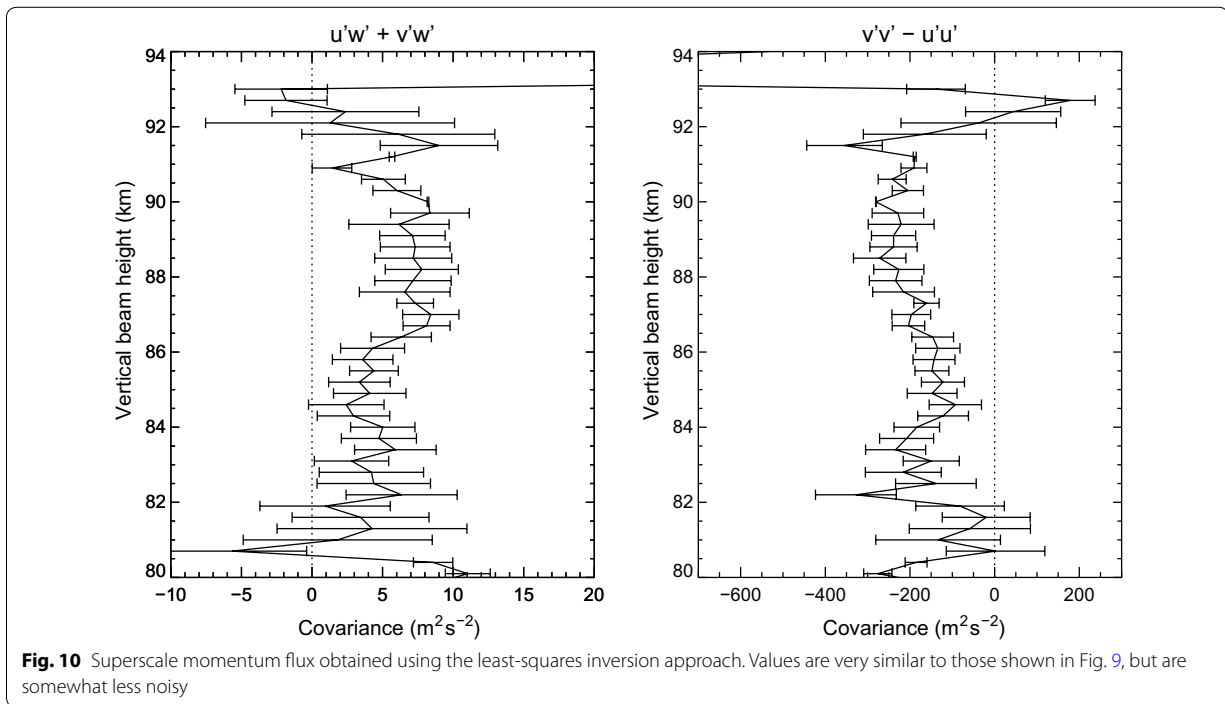 u'w' + v'w'
94
92
90
88
86
84
82
80
Vertical beam height (km)
−10 −5 0 5 10 15 20
Covariance (m²s⁻²)
v'v' − u'u'
94
92
90
88
86
84
82
80
Vertical beam height (km)
−600 −400 −200 0 200
Covariance (m²s⁻²)
Fig. 10 Superscale momentum flux obtained using the least-squares inversion approach. Values are very similar to those shown in Fig. 9, but are
somewhat less noisy